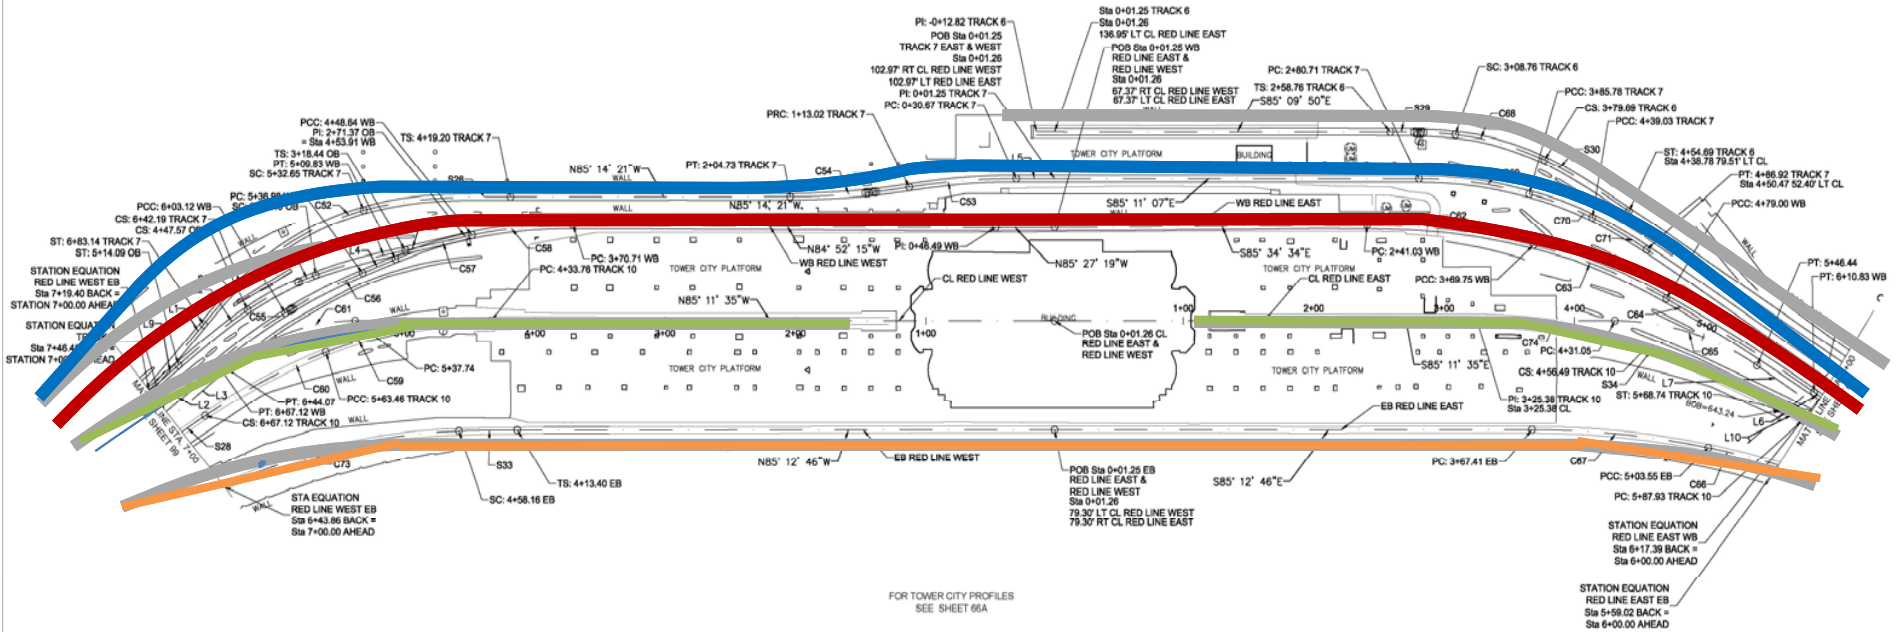 Sta 0+01.25 TRACK 6
Sta 0+01.26
136.95' LT CL RED LINE EAST
PI: -0+12.82 TRACK 6
POB Sta 0+01.25
TRACK 7 EAST & WEST
Sta 0+01.26
102.97' RT CL RED LINE WEST
102.97' LT RED LINE EAST
PI: 0+01.25 TRACK 7
PC: 0+30.67 TRACK 7
POB Sta 0+01.25 WB
RED LINE EAST &
RED LINE WEST
Sta 0+01.26
67.37' RT CL RED LINE WEST
67.37' LT CL RED LINE EAST
PC: 2+80.71 TRACK 7
TS: 2+58.76 TRACK 6
S85° 09' 50"E
SC: 3+08.76 TRACK 6
PCC: 3+85.78 TRACK 7
CS: 3+79.69 TRACK 6
PCC: 4+39.03 TRACK 7
C68
S30
ST: 4+54.69 TRACK 6
Sta 4+38.78 79.51' LT CL
PT: 4+86.92 TRACK 7
Sta 4+50.47 52.40' LT CL
PCC: 4+79.00 WB
WALL
PRC: 1+13.02 TRACK 7
PCC: 4+48.64 WB
PI: 2+71.37 OB
= Sta 4+53.91 WB
TS: 4+19.20 TRACK 7
TS: 3+18.44 OB
PT: 5+09.83 WB
SC: 5+32.65 TRACK 7
N85° 14' 21"W
WALL
PT: 2+04.73 TRACK 7
C54
TOWER CITY PLATFORM
BUILDING
PCC: 6+03.12 WB
CS: 6+42.19 TRACK 7
CS: 4+47.57 OB
C52
WALL
N85° 14' 21"W
C53
S85° 11' 07"E
WB RED LINE EAST
C62
C70
C71
ST: 6+83.14 TRACK 7
ST: 5+14.09 OB
WALL
L4
C58
C57
PC: 3+70.71 WB
PC: 4+33.76 TRACK 10
N84° 52' 15"W
WB RED LINE WEST
PI: 0+46.49 WB
N85° 27' 19"W
S85° 34' 34"E
PC: 2+41.03 WB
PCC: 3+69.75 WB
PT: 5+46.44
PT: 6+10.83 WB
STATION EQUATION
RED LINE WEST EB
Sta 7+19.40 BACK =
TOWER CITY PLATFORM
CL RED LINE WEST
TOWER CITY PLATFORM
CL RED LINE EAST
C63
C56
C61
WALL
N85° 11' 35"W
L1
L9
C55
4+00
3+00
2+00
1+00
BUILDING
1+00
2+00
3+00
4+00
C64
5+00
POB Sta 0+01.26 CL
RED LINE EAST &
RED LINE WEST
C74
PC: 4+31.05
C65
PC: 5+37.74
C59
C60
WALL
TOWER CITY PLATFORM
TOWER CITY PLATFORM
S85° 11' 35"E
CS: 4+56.49 TRACK 10
S34
WALL
L7
ST: 5+68.74 TRACK 10
PI: 3+25.38 TRACK 10
Sta 3+25.38 CL
L3
L2
PT: 6+44.07
PT: 6+67.12 WB
CS: 6+67.12 TRACK 10
PCC: 5+63.46 TRACK 10
EB RED LINE EAST
L6
L10
WALL
S28
SHEET 99
C73
S33
N85° 12' 46"W
EB RED LINE WEST
S85° 12' 46"E
PC: 3+67.41 EB
C67
PCC: 5+03.55 EB
C66
PC: 5+87.93 TRACK 10
TS: 4+13.40 EB
SC: 4+58.16 EB
POB Sta 0+01.25 EB
RED LINE EAST &
RED LINE WEST
Sta 0+01.26
79.30' LT CL RED LINE WEST
79.30' RT CL RED LINE EAST
WALL
STA EQUATION
RED LINE WEST EB
Sta 6+43.86 BACK =
Sta 7+00.00 AHEAD
STATION EQUATION
RED LINE EAST WB
Sta 6+17.39 BACK =
Sta 6+00.00 AHEAD
STATION EQUATION
RED LINE EAST EB
Sta 5+59.02 BACK =
Sta 6+00.00 AHEAD
FOR TOWER CITY PROFILES
SEE SHEET 66A